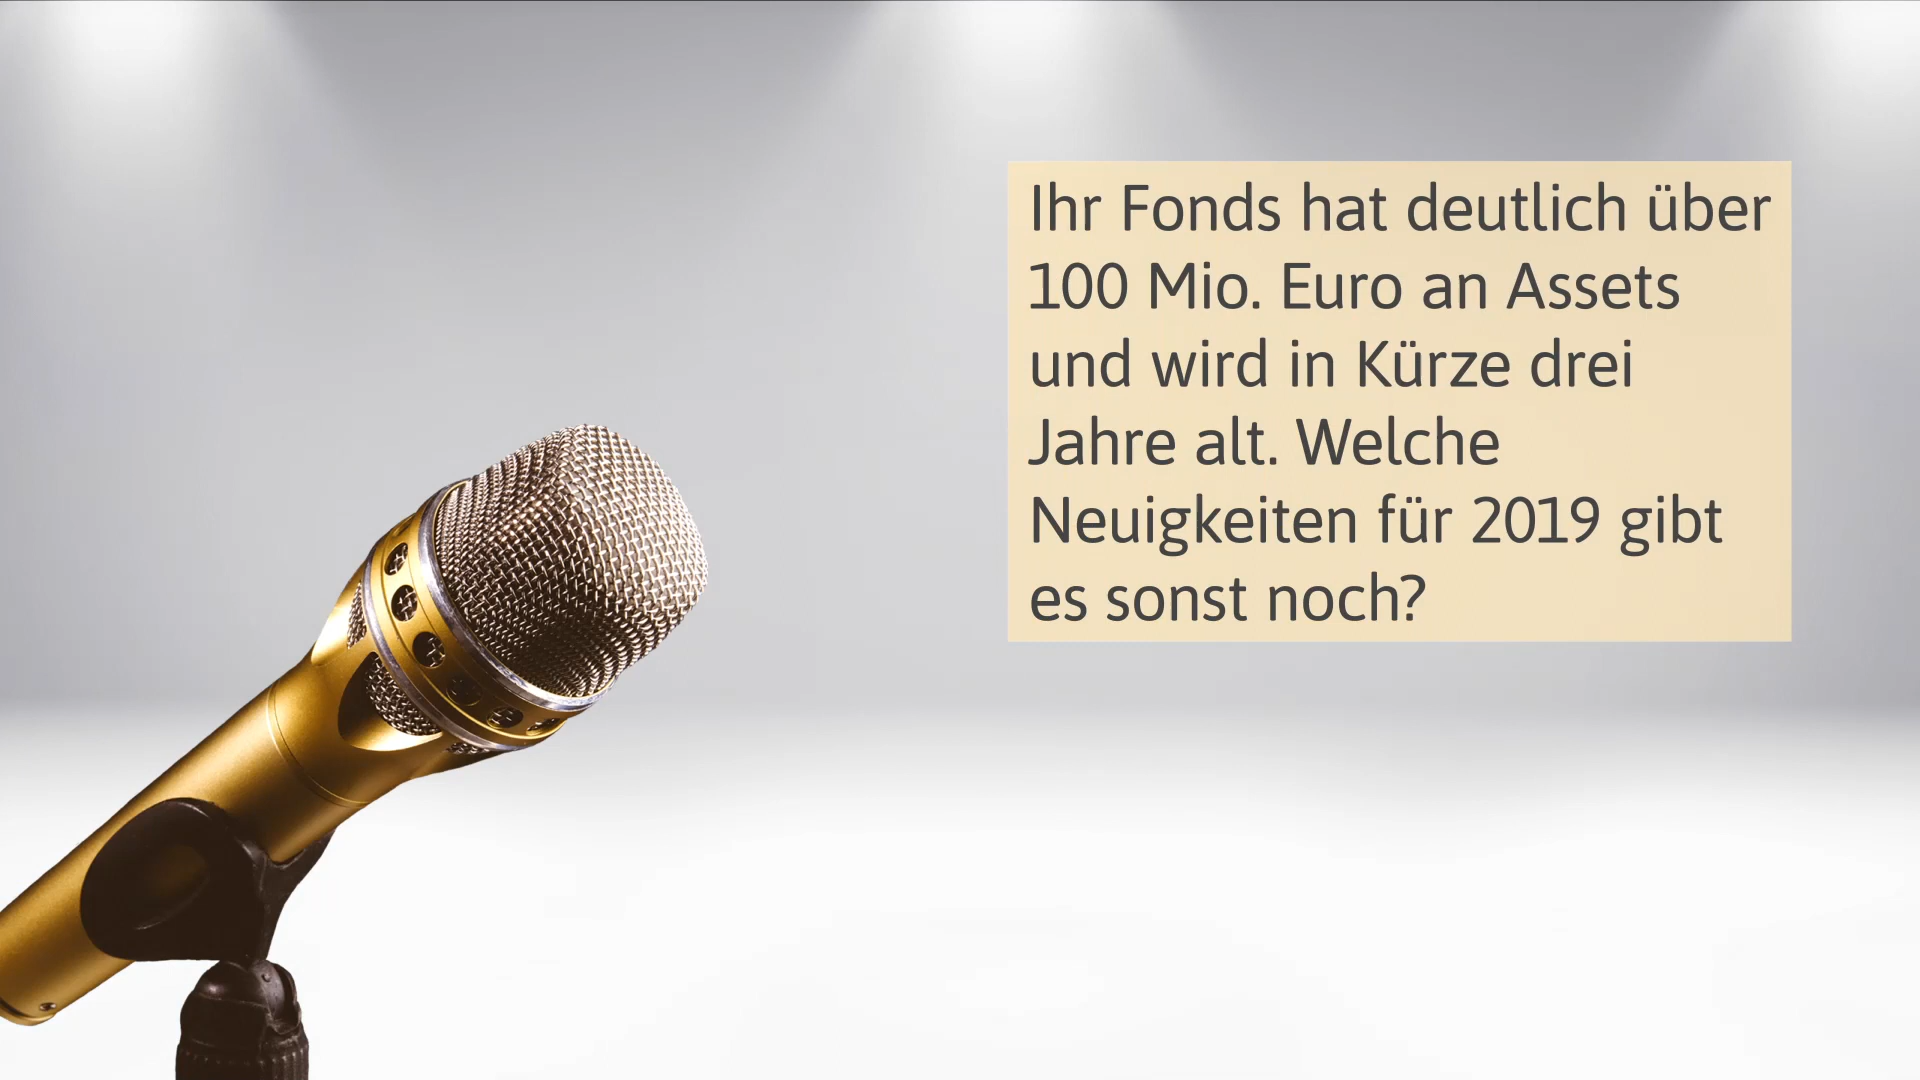 Ihr Fonds hat deutlich über
100 Mio. Euro an Assets
und wird in Kürze drei
Jahre alt. Welche
Neuigkeiten für 2019 gibt
es sonst noch?